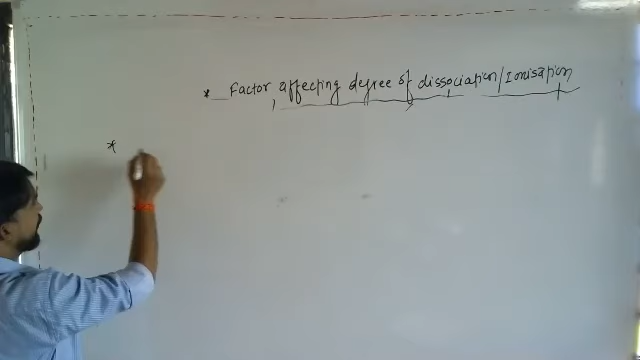 * Factor affecting degree of dissociation/Ionisation
*